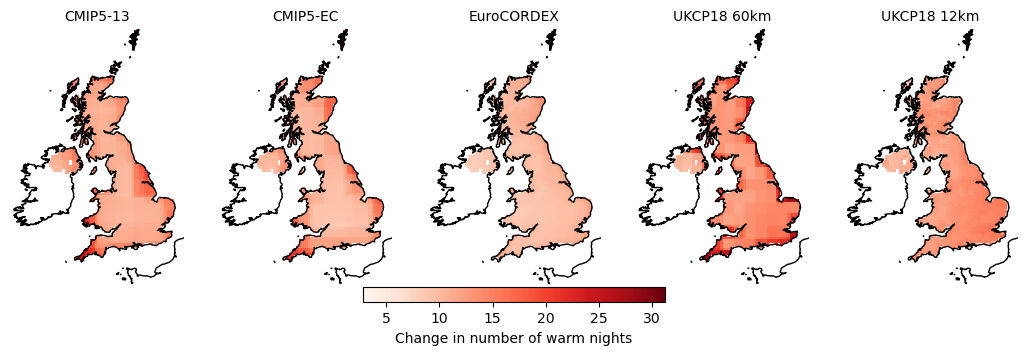 CMIP5-13 CMIP5-EC EuroCORDEX UKCP18 60km UKCP18 12km
5 10 15 20 25 30
Change in number of warm nights